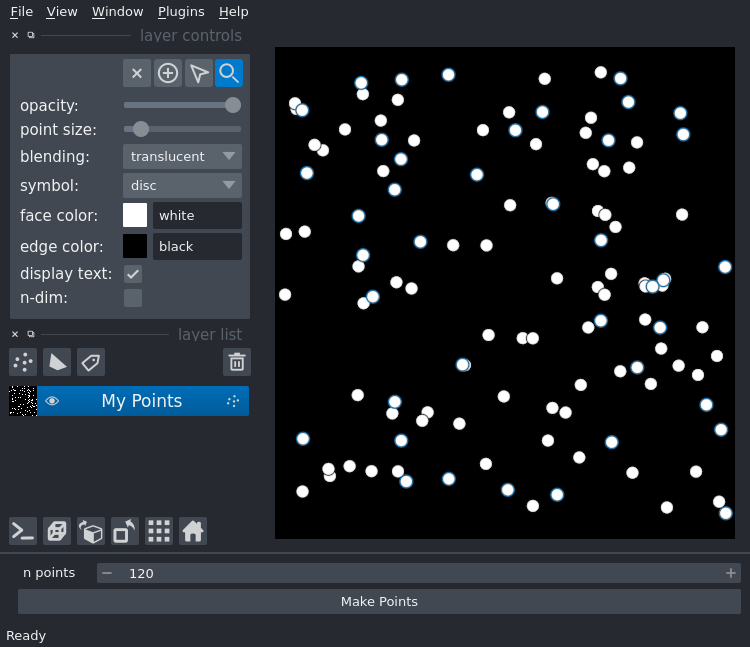 File View Window Plugins Help
layer controls
opacity:
point size:
blending: translucent
symbol: disc
face color: white
edge color: black
display text:
n-dim:
layer list
My Points
n points 120
Make Points
Ready